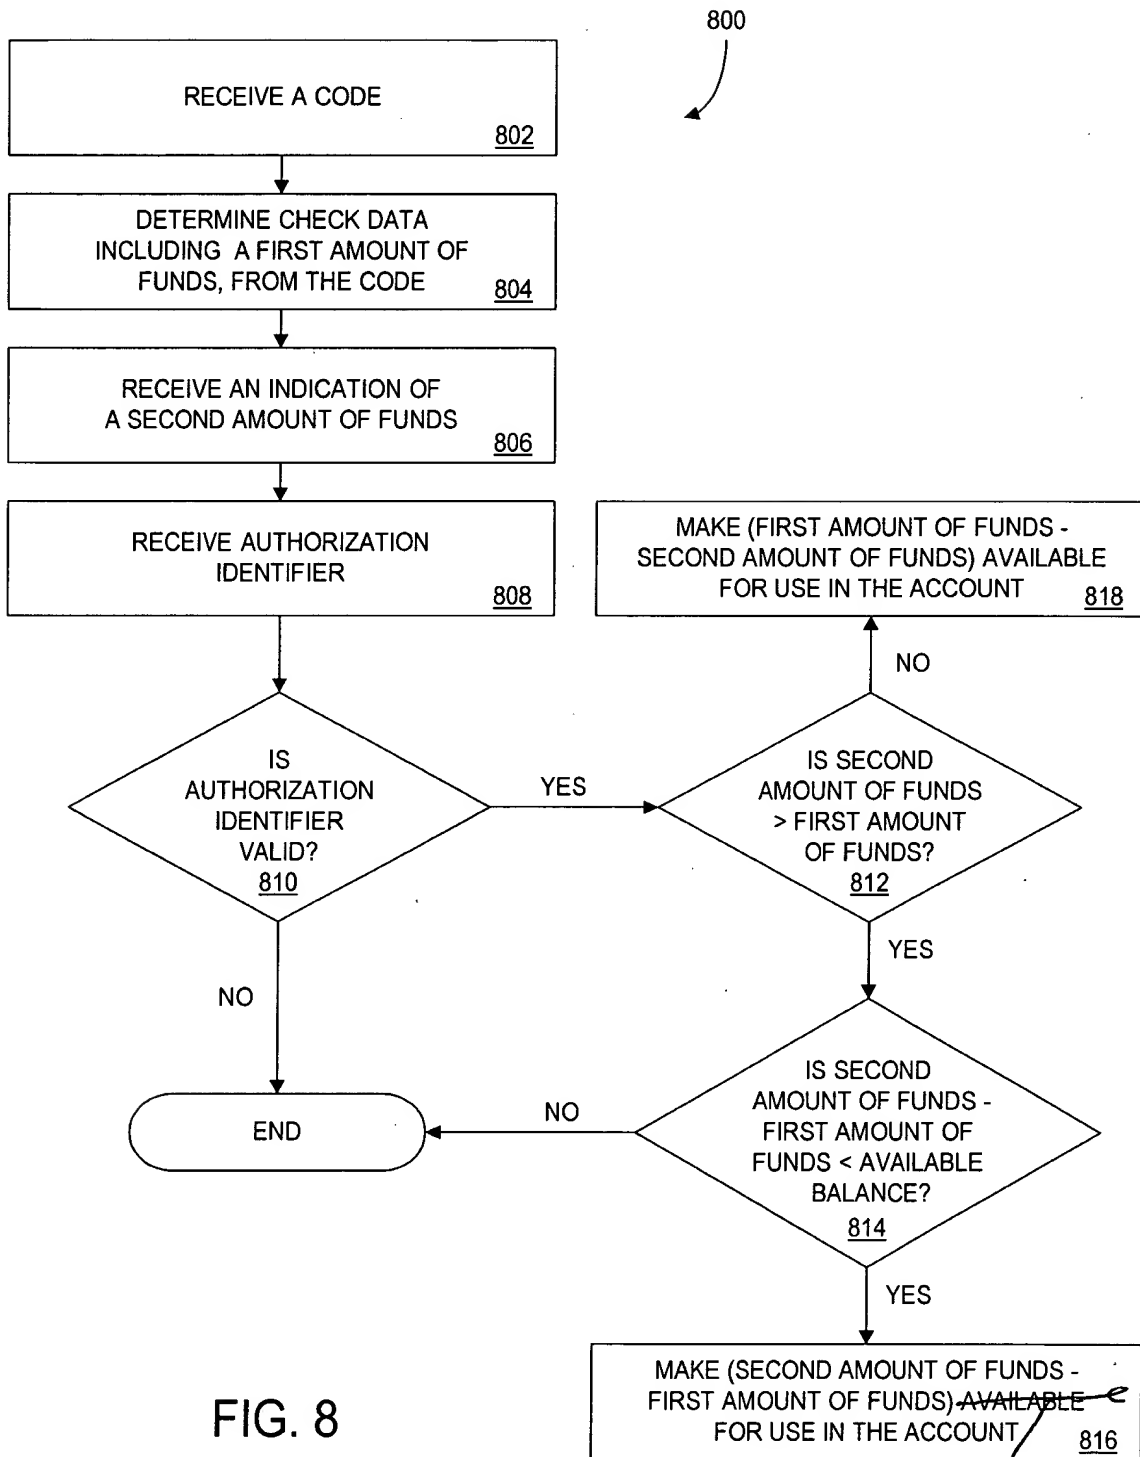 800
RECEIVE A CODE
802
DETERMINE CHECK DATA
INCLUDING A FIRST AMOUNT OF
FUNDS, FROM THE CODE
804
RECEIVE AN INDICATION OF
A SECOND AMOUNT OF FUNDS
806
RECEIVE AUTHORIZATION
IDENTIFIER
808
MAKE (FIRST AMOUNT OF FUNDS -
SECOND AMOUNT OF FUNDS) AVAILABLE
FOR USE IN THE ACCOUNT
818
NO
IS
AUTHORIZATION
IDENTIFIER
VALID?
810
YES
IS SECOND
AMOUNT OF FUNDS
> FIRST AMOUNT
OF FUNDS?
812
YES
NO
END
NO
IS SECOND
AMOUNT OF FUNDS -
FIRST AMOUNT OF
FUNDS < AVAILABLE
BALANCE?
814
YES
MAKE (SECOND AMOUNT OF FUNDS -
FIRST AMOUNT OF FUNDS) AVAILABLE
FOR USE IN THE ACCOUNT
816
FIG. 8